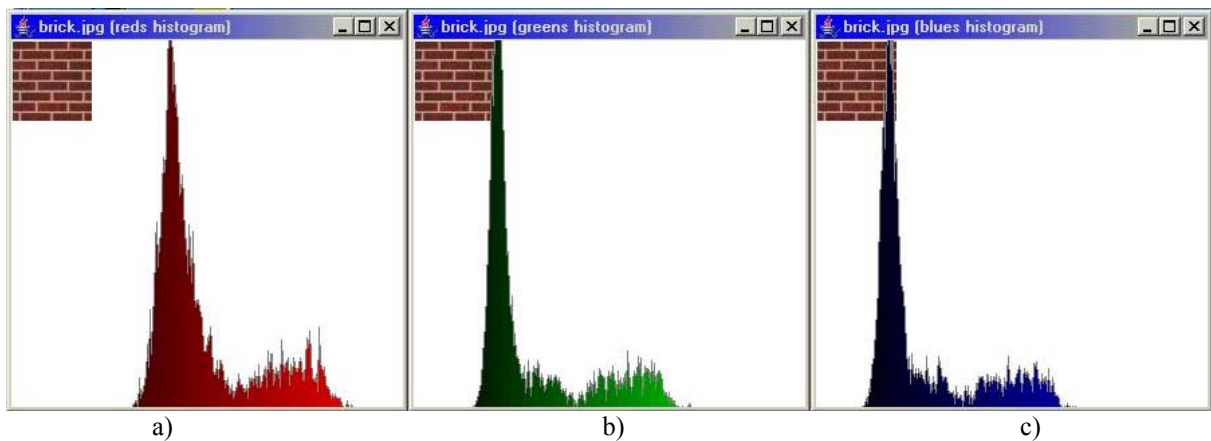 brick.jpg (reds histogram)
brick.jpg (greens histogram)
brick.jpg (blues histogram)
a)
b)
c)